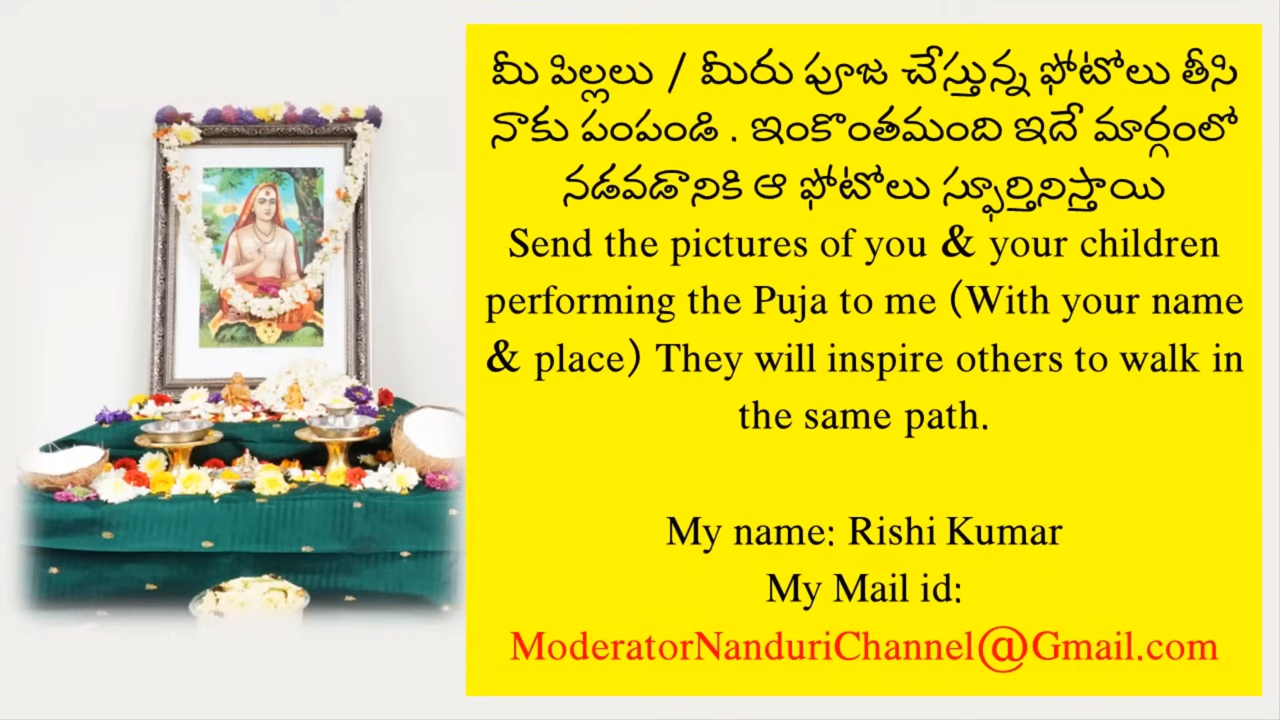 మీ పిల్లలు / మీరు పూజ చేస్తున్న ఫోటోలు తీసి
నాకు పంపండి . ఇంకొంతమంది ఇదే మార్గంలో
నడవడానికి ఆ ఫోటోలు స్ఫూర్తినిస్తాయి
Send the pictures of you & your children
performing the Puja to me (With your name
& place) They will inspire others to walk in
the same path.
My name: Rishi Kumar
My Mail id:
ModeratorNanduriChannel@Gmail.com